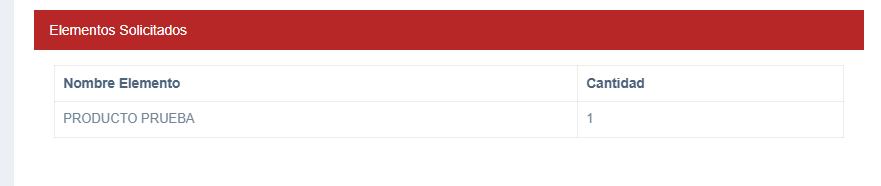 Elementos Solicitados
Nombre Elemento Cantidad
PRODUCTO PRUEBA 1